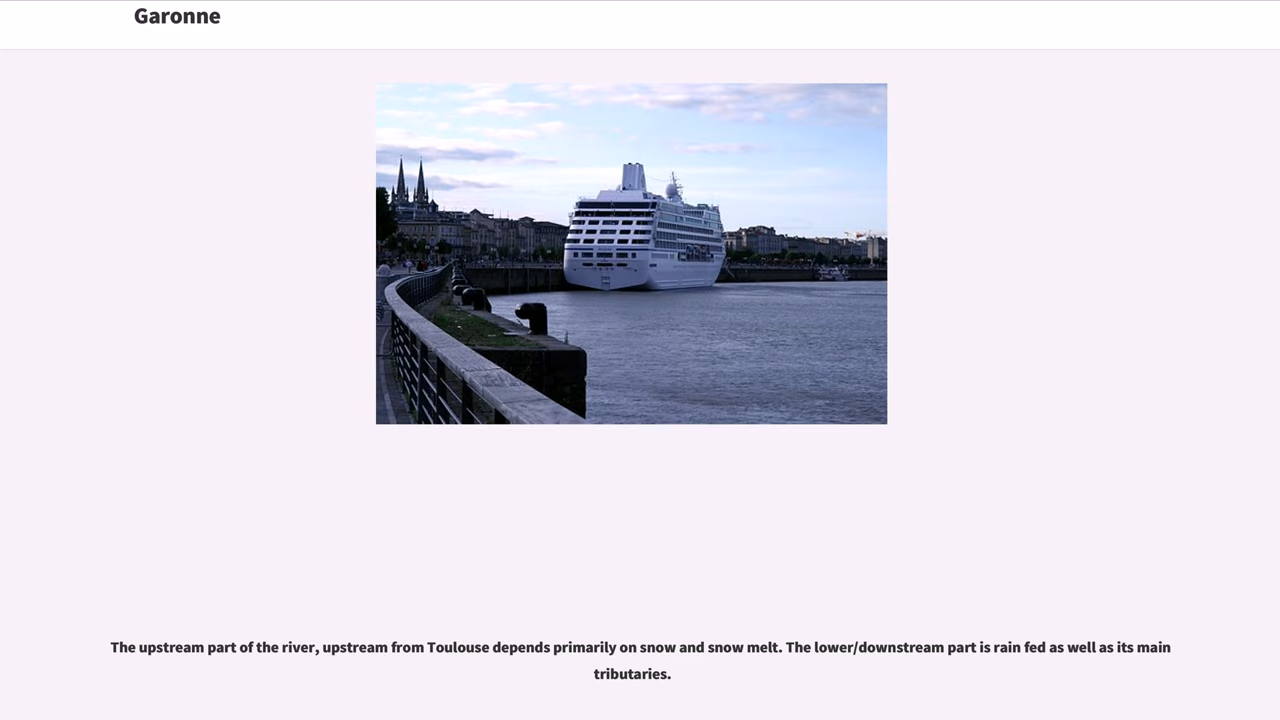 Garonne
The upstream part of the river, upstream from Toulouse depends primarily on snow and snow melt. The lower/downstream part is rain fed as well as its main
tributaries.